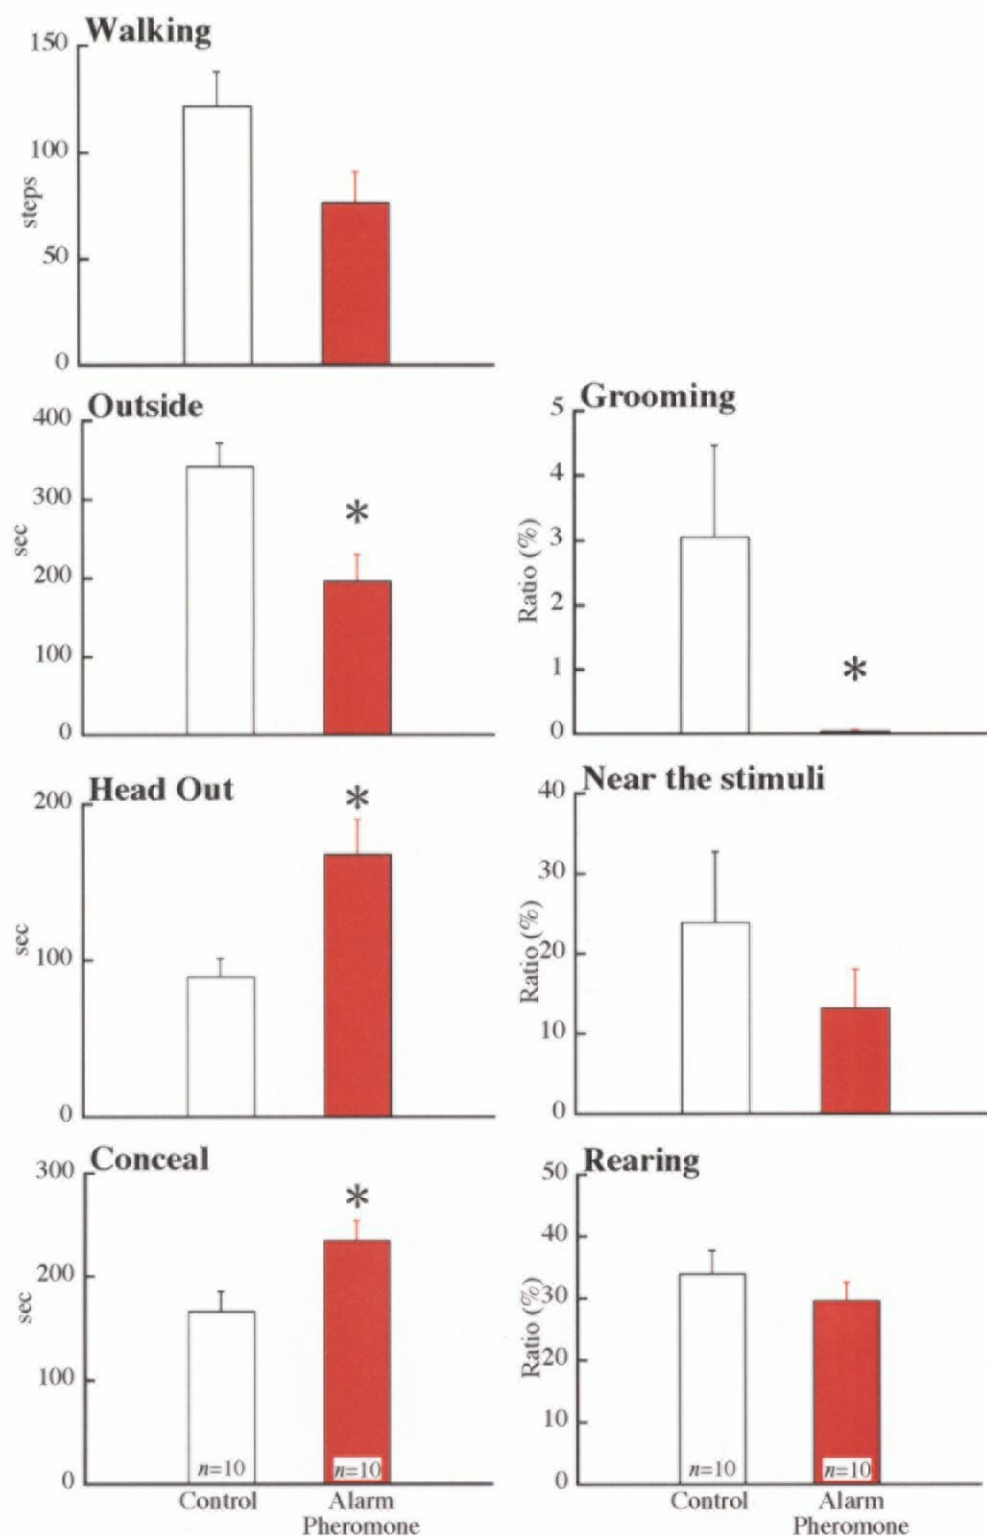 Walking
150
100
50
0
steps
Outside
400
300
200
100
0
sec
*
Grooming
5
4
3
2
1
0
Ratio (%)
*
Head Out
200
100
0
sec
*
Near the stimuli
40
30
20
10
0
Ratio (%)
Conceal
300
200
100
0
sec
*
n=10
n=10
Control
Alarm
Pheromone
Rearing
50
40
30
20
10
0
Ratio (%)
n=10
n=10
Control
Alarm
Pheromone